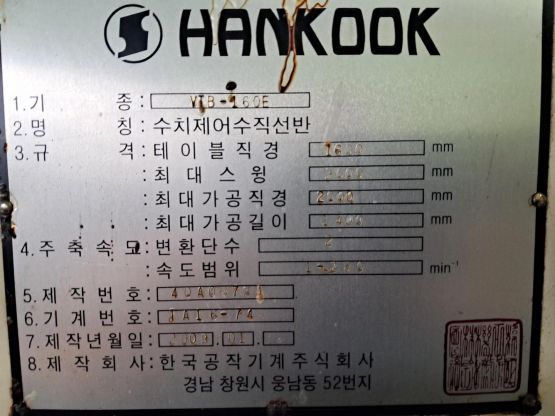 HANKOOK
1.기 종: VTB-160E
2.명 칭:수치제어수직선반
3.규 격:테이블직경 1600 mm
:최대스윙 mm
:최대가공직경 mm
:최대가공길이 mm
4.주축속도:변환단수 2
:속도범위 min⁻¹
5.제작번호:
6.기계번호:
7.제작년월일:
8.제작회사:한국공작기계주식회사
경남 창원시 웅남동 52번지